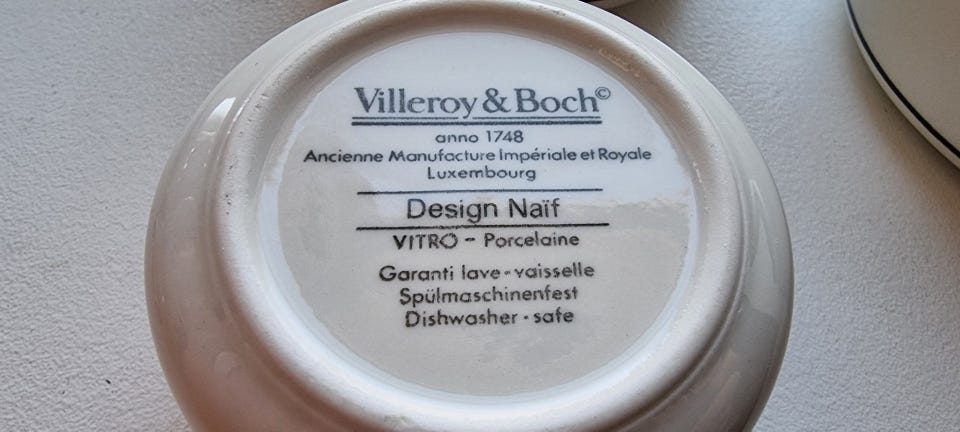 Villeroy & Boch©
anno 1748
Ancienne Manufacture Impériale et Royale
Luxembourg
Design Naïf
VITRO - Porcelaine
Garanti lave-vaisselle
Spülmaschinenfest
Dishwasher-safe